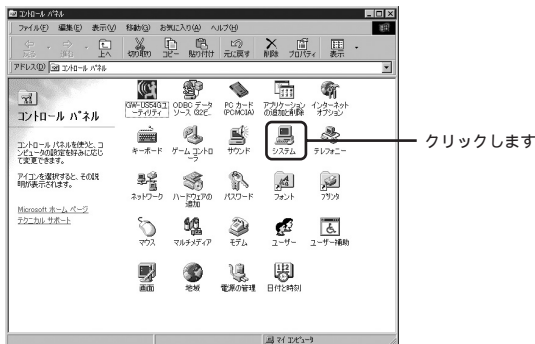 コントロール パネル
ファイル(F) 編集(E) 表示(V) 移動(G) お気に入り(A) ヘルプ(H)
戻る 進む 上へ 切り取り コピー 貼り付け 元に戻す 削除 プロパティ 表示
アドレス(D) コントロール パネル
コントロール パネル
コントロール パネルを使うと、コ
ンピュータの設定を好みに応じ
て変更できます。
アイコンを選択すると、その説
明が表示されます。
Microsoft ホーム ページ
テクニカル サポート
GW-US54Gユ
ーティリティ
ODBC データ
ソース (32ビ...
PC カード
(PCMCIA)
アプリケーション
の追加と削除
インターネット
オプション
キーボード
ゲーム コントロ
ーラ
サウンド
システム
テレフォニー
ネットワーク
ハードウェアの
追加
パスワード
フォント
プリンタ
マウス
マルチメディア
モデム
ユーザー
ユーザー補助
画面
地域
電源の管理
日付と時刻
マイ コンピュータ
クリックします